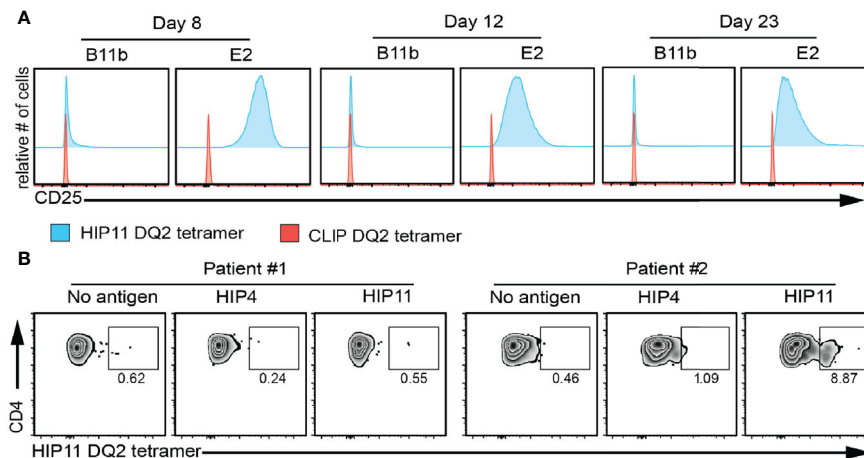 A
Day 8
Day 12
Day 23
B11b
E2
B11b
E2
B11b
E2
relative # of cells
CD25
HIP11 DQ2 tetramer
CLIP DQ2 tetramer
B
Patient #1
Patient #2
No antigen
HIP4
HIP11
No antigen
HIP4
HIP11
CD4
0.62
0.24
0.55
0.46
1.09
8.87
HIP11 DQ2 tetramer